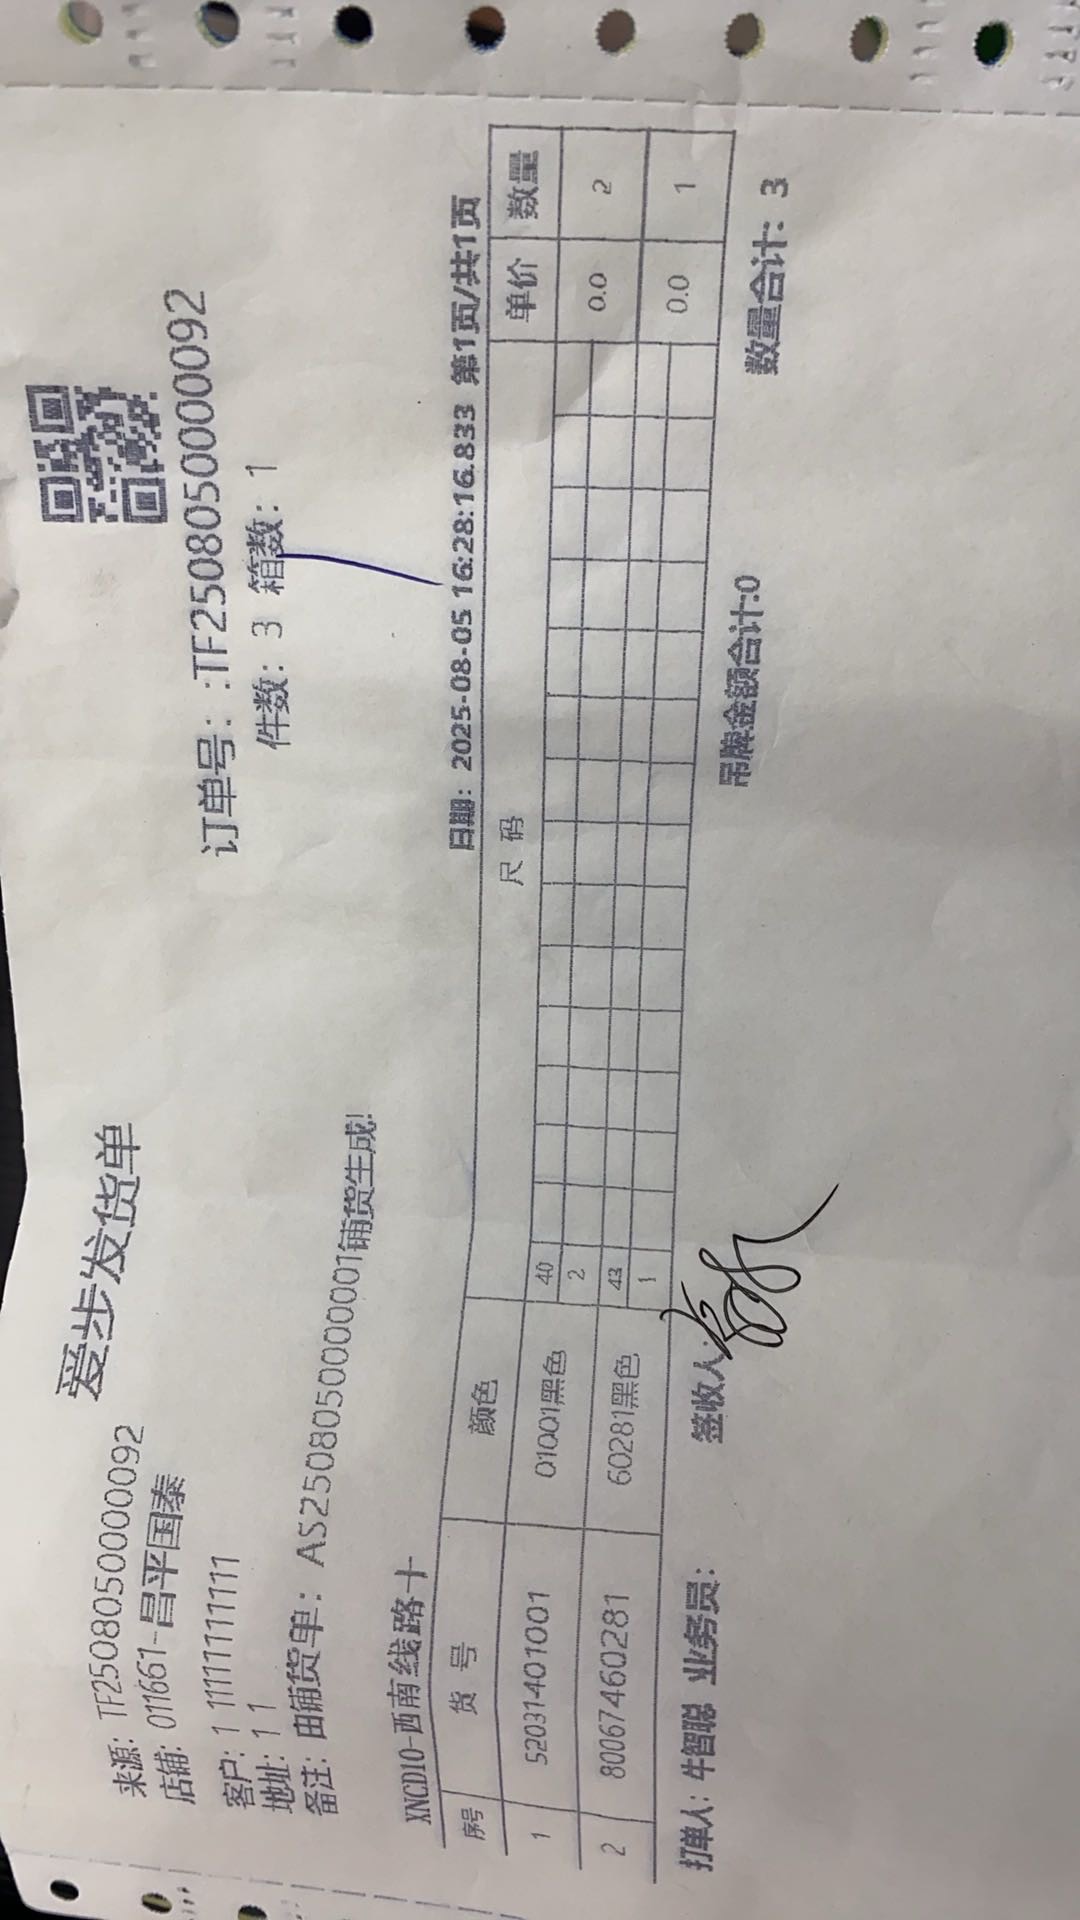 爱步发货单
来源: TF250805000092
店铺: 011661-昌平国泰
订单号: :TF250805000092
客户: 1 11111111111
件数: 3 箱数: 1
地址: 1 1
备注: 由铺货单: AS250805000001铺货生成!
XNCD10-西南线路十
日期: 2025-08-05 16:28:16.833 第1页/共1页
序号 货 号 颜色 尺 码 单价 数量
1 52031401001 01001黑色 40 0.0 2
2
2 80067460281 60281黑色 43 0.0 1
1
打单人: 牛智聪 业务员: 签收人: 吊牌金额合计:0 数量合计: 3